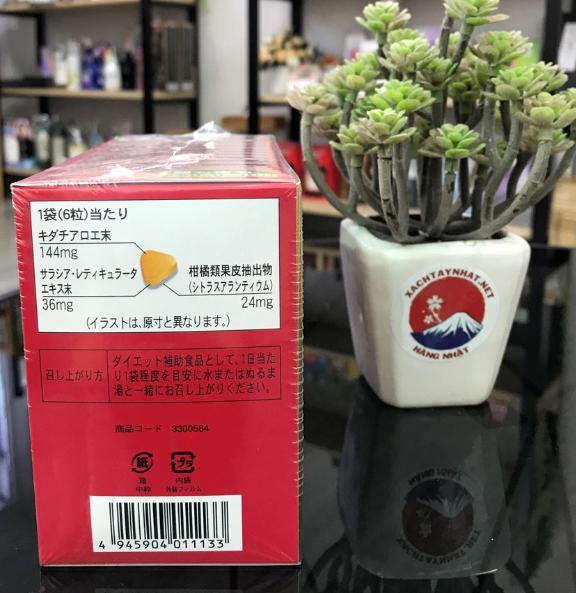 1袋(6粒)当たり
キダチアロエ末
144mg
サラシア・レティキュラータ
エキス末
36mg
柑橘類果皮抽出物
(シトラスアランティウム)
24mg
(イラストは、原寸と異なります。)
召し上がり方
ダイエット補助食品として、1日当た
り1袋程度を目安に水またはぬるま
湯と一緒にお召し上がりください。
商品コード 3300564
紙
箱
中枠
プラ
内袋
外装フィルム
4 945904 011133
XACHTAYNHAT.NET
HÀNG NHẬT